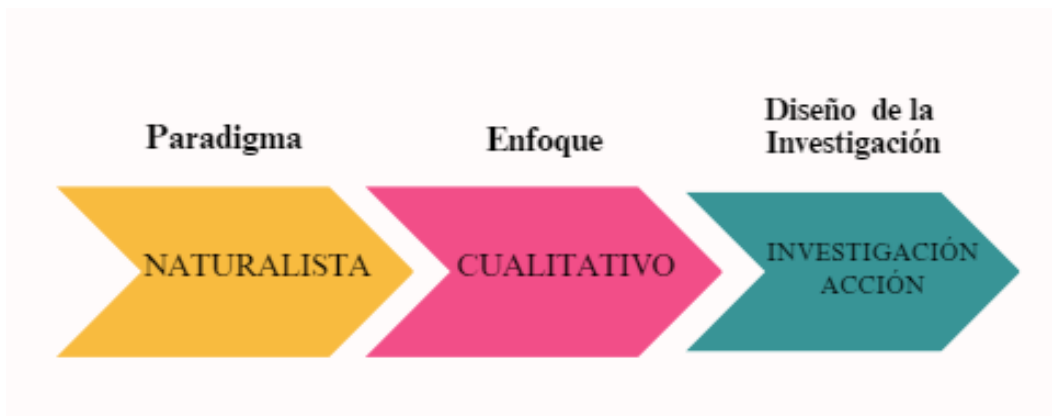 Paradigma
Enfoque
Diseño de la
Investigación
NATURALISTA
CUALITATIVO
INVESTIGACIÓN
ACCIÓN